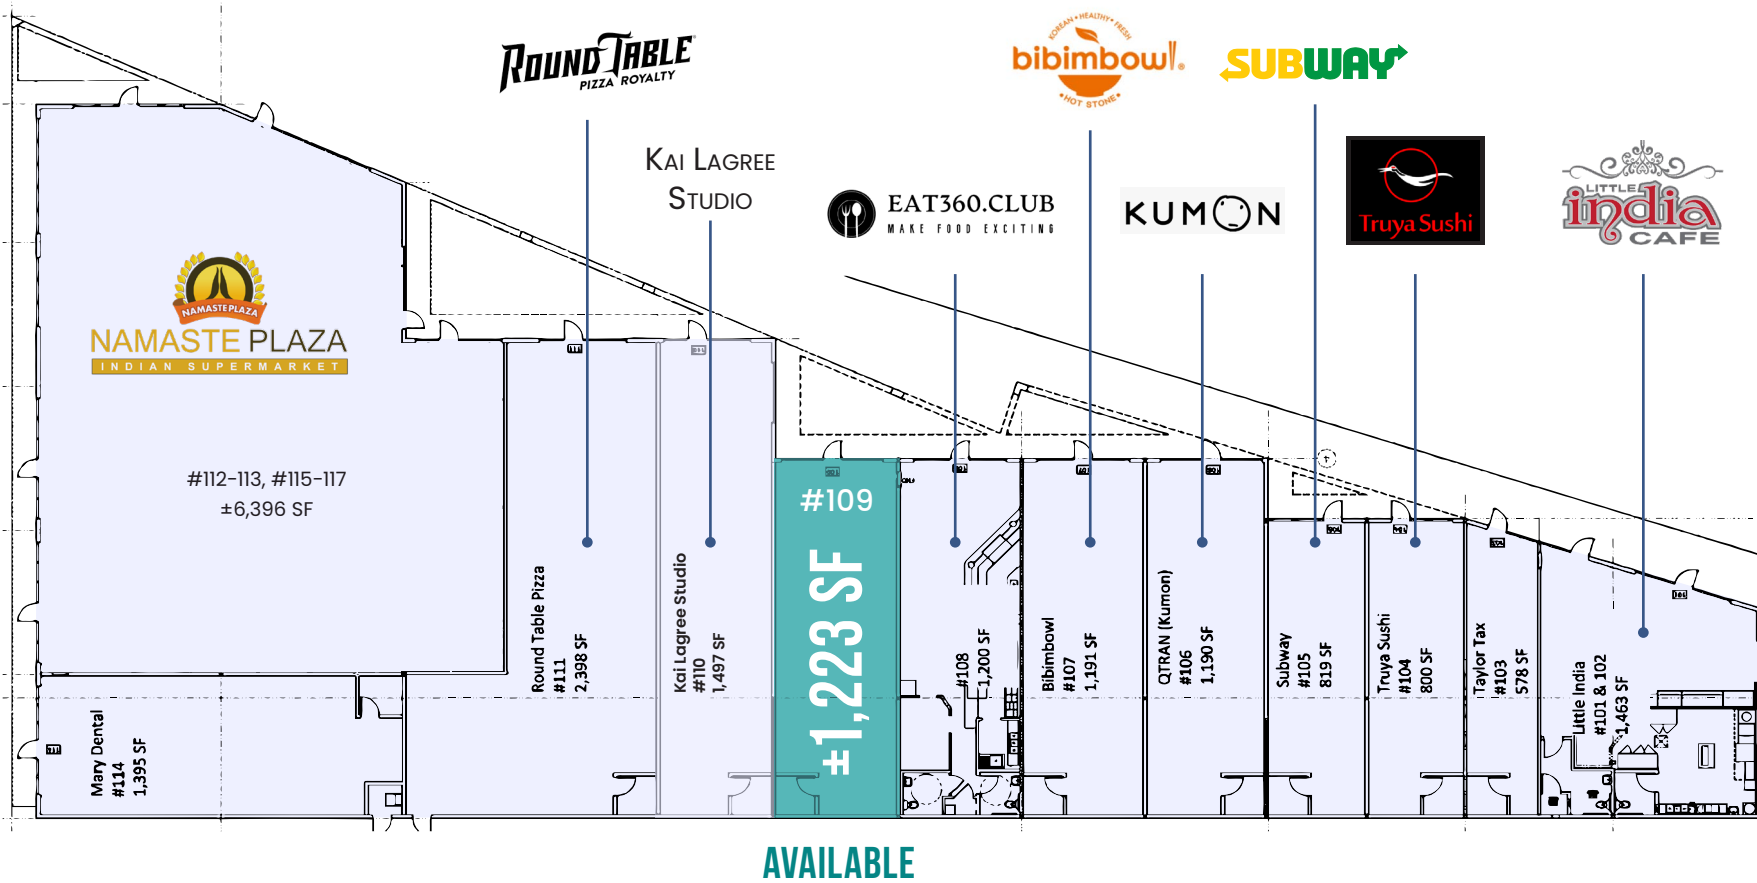 ROUND TABLE
PIZZA ROYALTY
KOREAN • HEALTHY • FRESH
bibimbowl®
• HOT STONE •
SUBWAY
KAI LAGREE
STUDIO
EAT360.CLUB
MAKE FOOD EXCITING
KUMON
Truya Sushi
LITTLE
india
CAFE
NAMASTE PLAZA
NAMASTE PLAZA
INDIAN SUPERMARKET
#112-113, #115-117
±6,396 SF
Mary Dental
#114
1,395 SF
Round Table Pizza
#111
2,398 SF
Kai Lagree Studio
#110
1,497 SF
#109
±1,223 SF
#108
1,200 SF
Bibimbowl
#107
1,191 SF
QTRAN (Kumon)
#106
1,190 SF
Subway
#105
819 SF
Truya Sushi
#104
800 SF
Taylor Tax
#103
578 SF
Little India
#101 & 102
1,463 SF
AVAILABLE